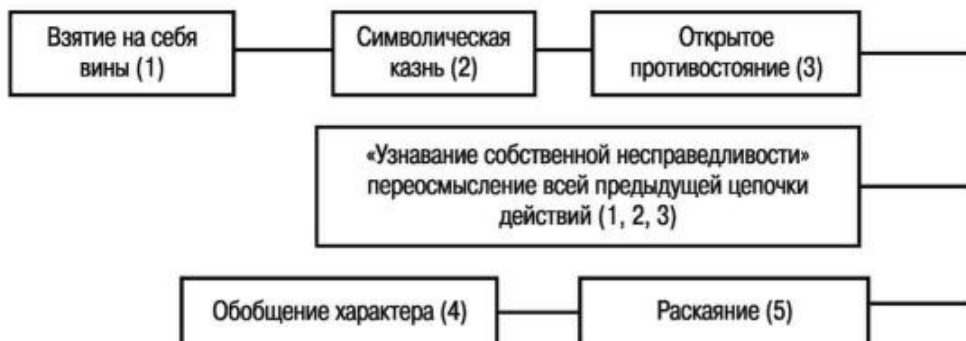 Взятие на себя
вины (1)
Символическая
казнь (2)
Открытое
противостояние (3)
«Узнавание собственной несправедливости»
переосмысление всей предыдущей цепочки
действий (1, 2, 3)
Обобщение характера (4)
Раскаяние (5)